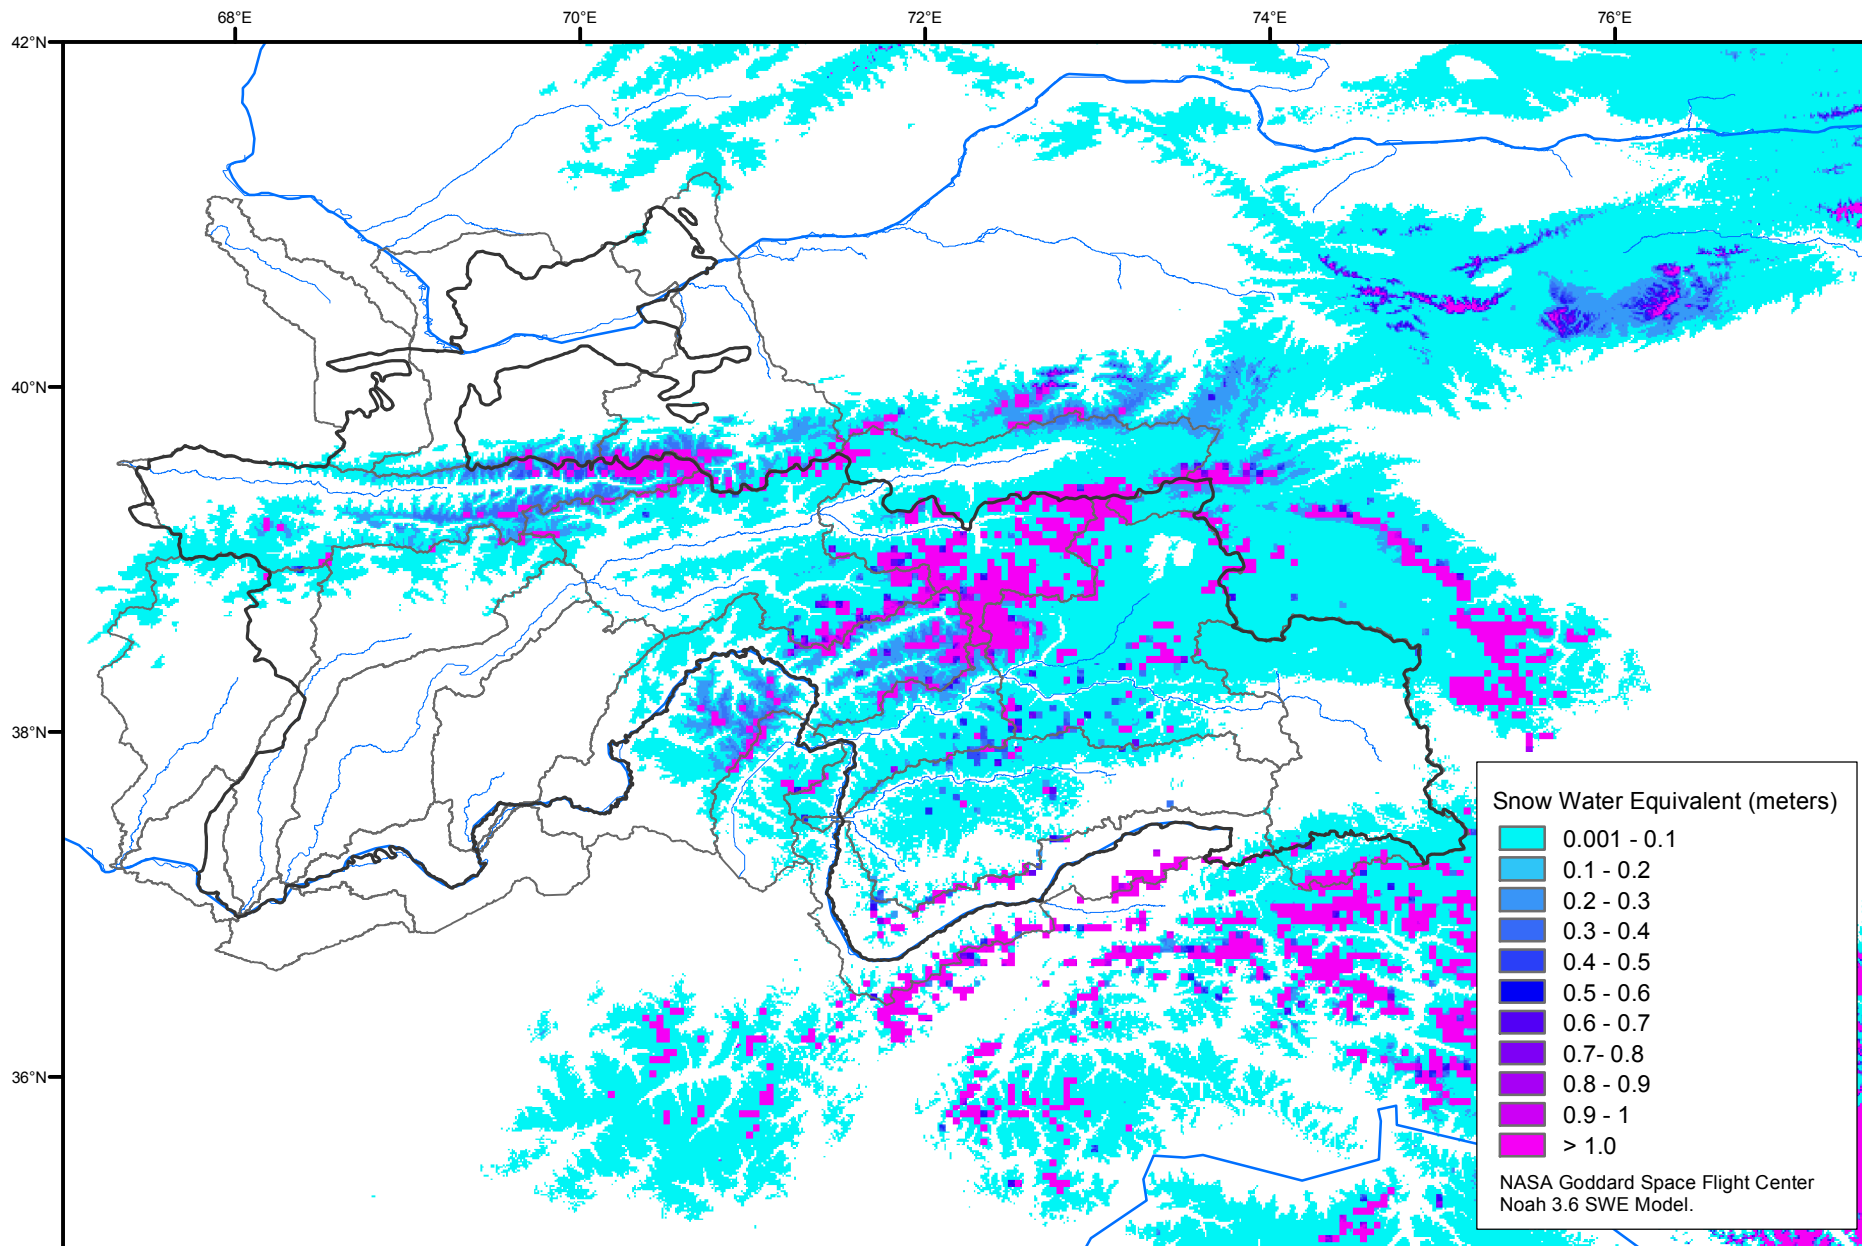 68°E
70°E
72°E
74°E
76°E
42°N
40°N
38°N
36°N
Snow Water Equivalent (meters)
0.001 - 0.1
0.1 - 0.2
0.2 - 0.3
0.3 - 0.4
0.4 - 0.5
0.5 - 0.6
0.6 - 0.7
0.7- 0.8
0.8 - 0.9
0.9 - 1
> 1.0
NASA Goddard Space Flight Center
Noah 3.6 SWE Model.